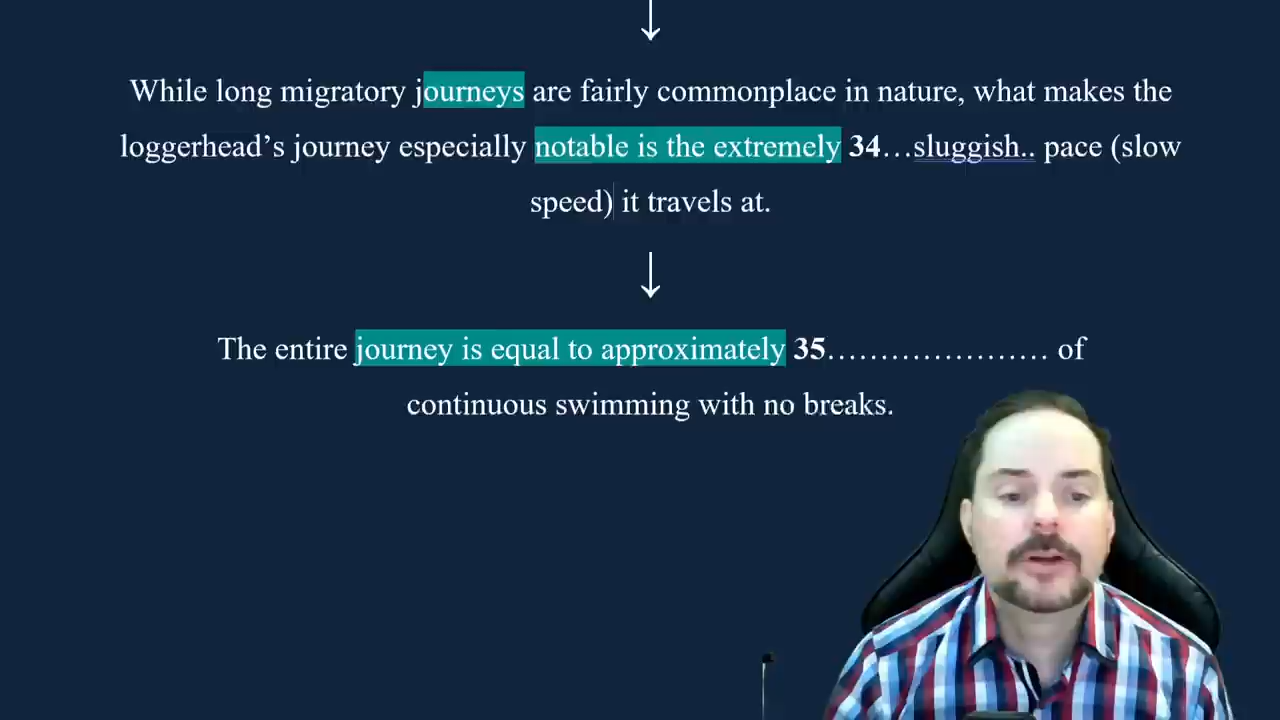 ↓
While long migratory journeys are fairly commonplace in nature, what makes the
loggerhead’s journey especially notable is the extremely 34…sluggish.. pace (slow
speed) it travels at.
↓
The entire journey is equal to approximately 35………………… of
continuous swimming with no breaks.